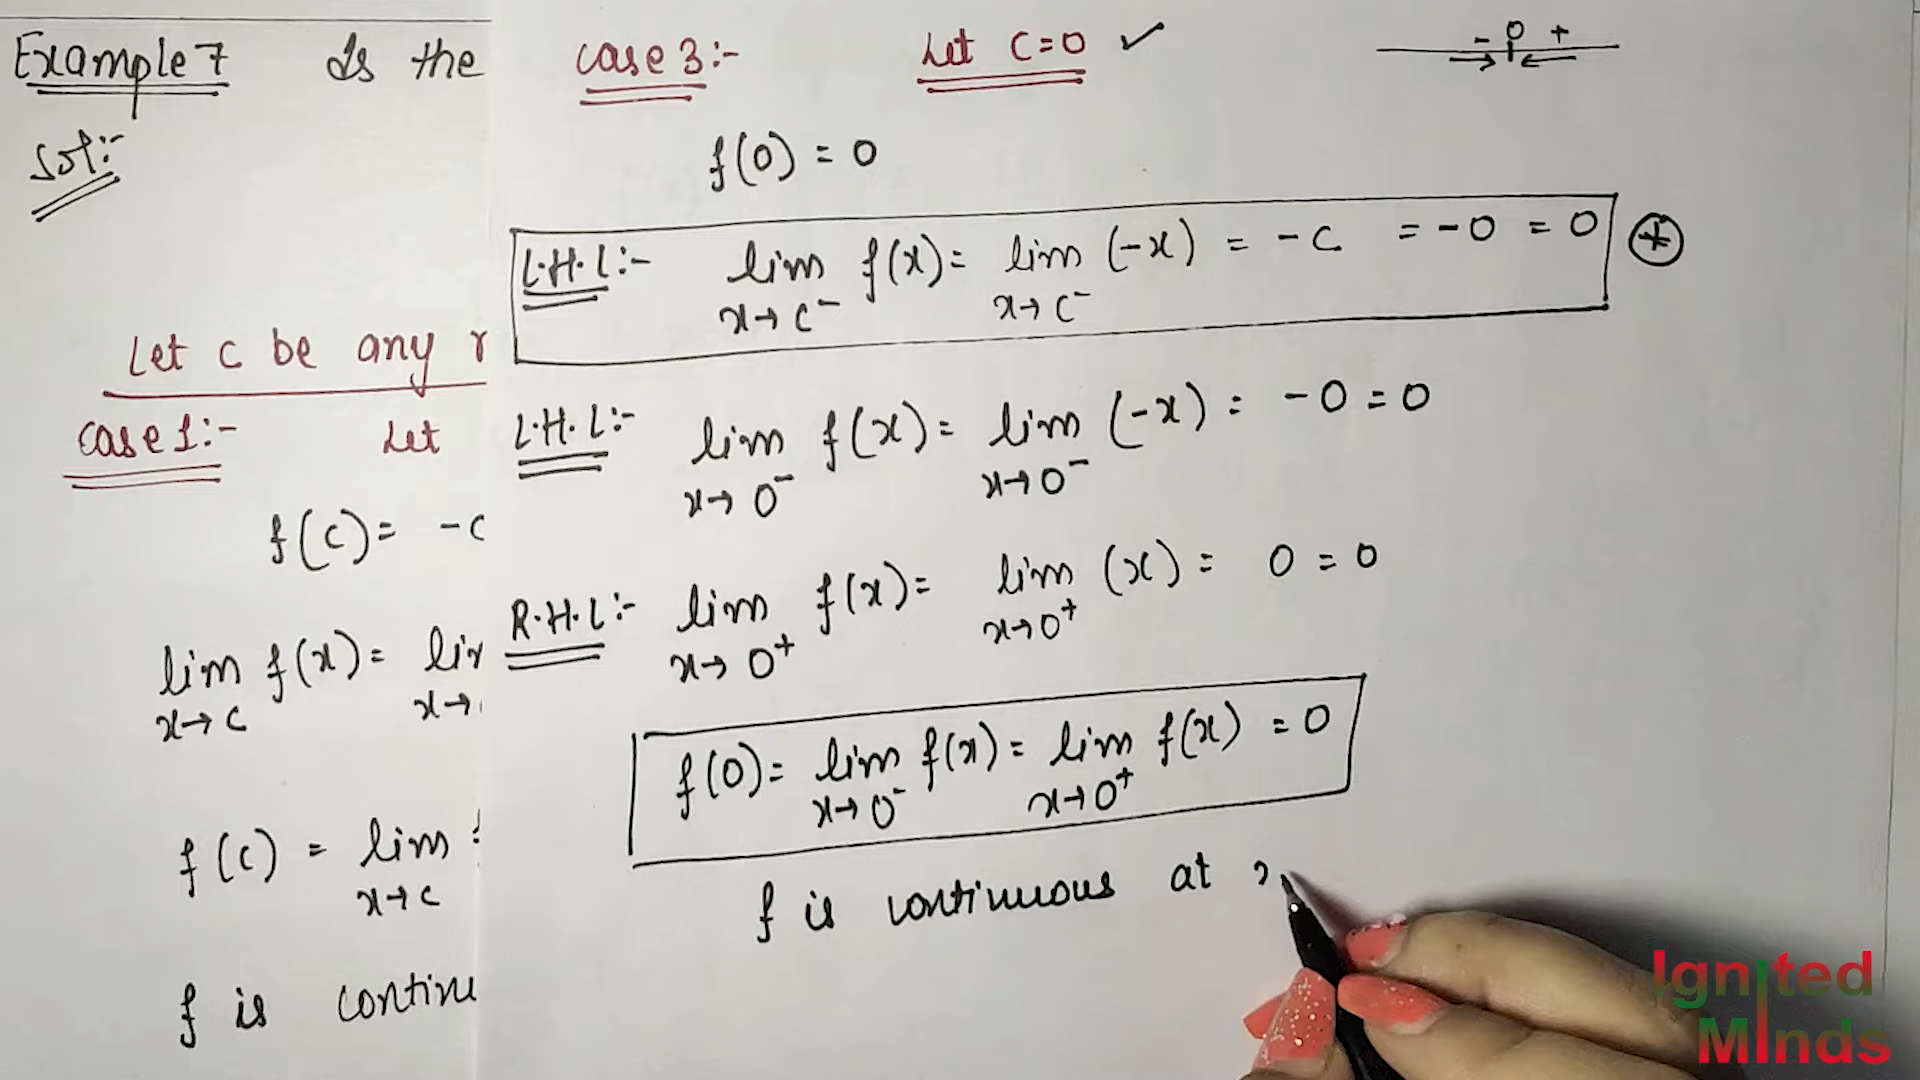 Example 7 Is the
Sol:-
Let c be any r
Case 1:- Let
f(c) = -c
lim f(x) = lim
x→c x→
f(c) = lim f
x→c
f is continu
Case 3:- Let C=0 ✓
- 0 +
f(0) = 0
L.H.L:- lim f(x) = lim (-x) = -c = -0 = 0 (*)
x→c⁻ x→c⁻
L.H.L:- lim f(x) = lim (-x) = -0 = 0
x→0⁻ x→0⁻
R.H.L:- lim f(x) = lim (x) = 0 = 0
x→0⁺ x→0⁺
f(0) = lim f(x) = lim f(x) = 0
x→0⁻ x→0⁺
f is continuous at
Ignited
Minds